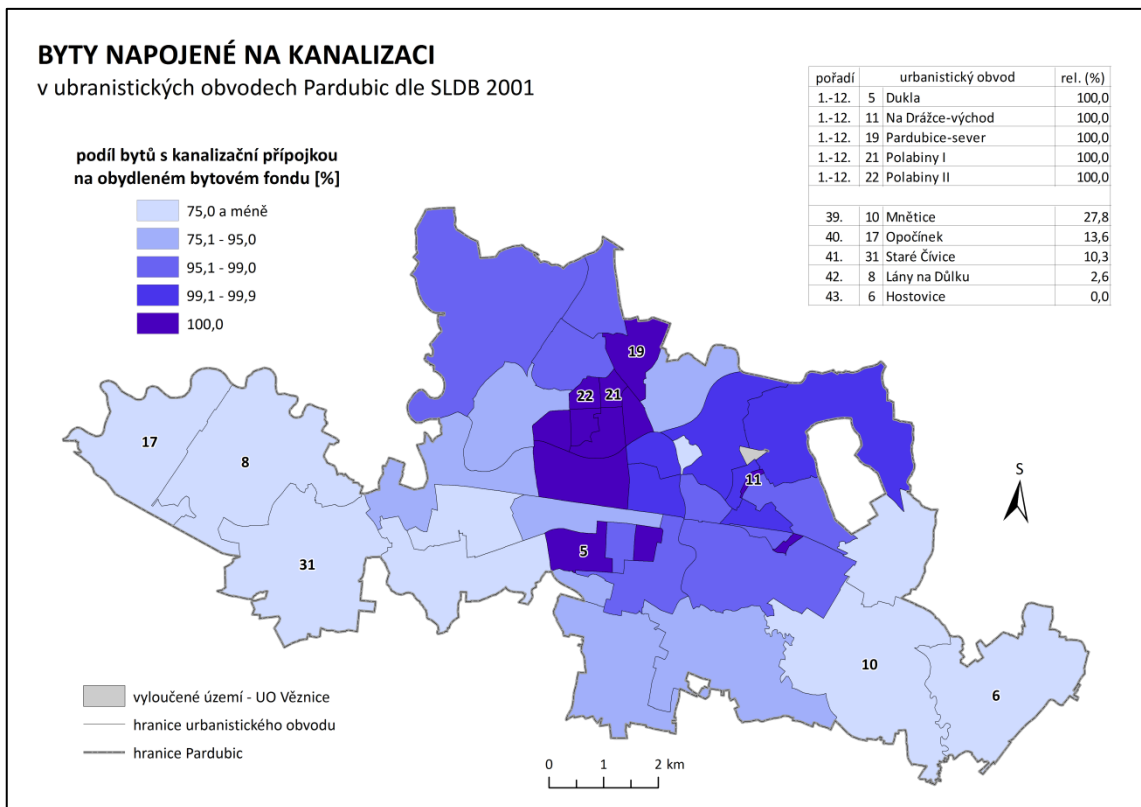 BYTY NAPOJENÉ NA KANALIZACI
v ubranistických obvodech Pardubic dle SLDB 2001
pořadí urbanistický obvod rel. (%)
1.-12. 5 Dukla 100,0
1.-12. 11 Na Drážce-východ 100,0
1.-12. 19 Pardubice-sever 100,0
1.-12. 21 Polabiny I 100,0
1.-12. 22 Polabiny II 100,0
39. 10 Mnětice 27,8
40. 17 Opočínek 13,6
41. 31 Staré Čívice 10,3
42. 8 Lány na Důlku 2,6
43. 6 Hostovice 0,0
podíl bytů s kanalizační přípojkou
na obydleném bytovém fondu [%]
75,0 a méně
75,1 - 95,0
95,1 - 99,0
99,1 - 99,9
100,0
19
22 21
17
8
11
S
5
31
10
6
vyloučené území - UO Věznice
hranice urbanistického obvodu
hranice Pardubic
0 1 2 km